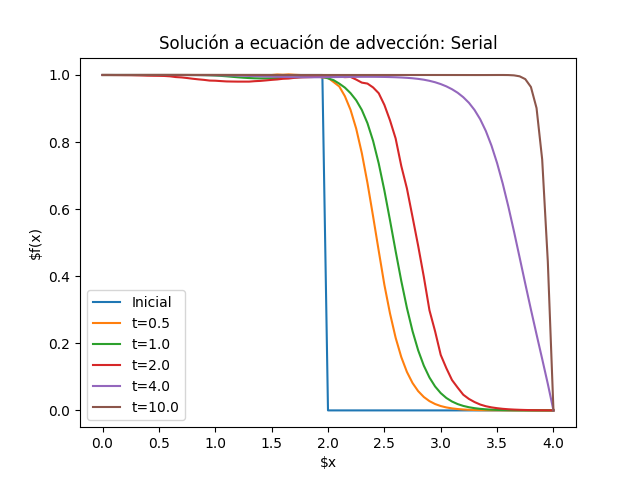 Solución a ecuación de advección: Serial
1.0
0.8
0.6
0.4
0.2
0.0
$f(x)
Inicial
t=0.5
t=1.0
t=2.0
t=4.0
t=10.0
0.0 0.5 1.0 1.5 2.0 2.5 3.0 3.5 4.0
$x